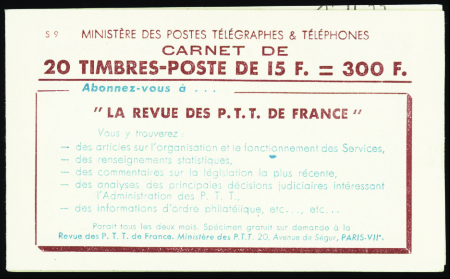 S 9 MINISTÈRE DES POSTES TÉLÉGRAPHES & TÉLÉPHONES
CARNET DE
20 TIMBRES-POSTE DE 15 F. = 300 F.
Abonnez-vous à ...
"LA REVUE DES P.T.T. DE FRANCE"
Vous y trouverez :
— des articles sur l'organisation et le fonctionnement des Services,
— des renseignements statistiques,
— des commentaires sur la législation la plus récente,
— des analyses des principales décisions judiciaires intéressant
l'Administration des P. T. T.,
— des informations d'ordre philatélique, etc..., etc...
Paraît tous les deux mois. Spécimen gratuit sur demande à la
Revue des P. T. T. de France. Ministère des P.T.T. 20, Avenue de Ségur, PARIS-VIIe.